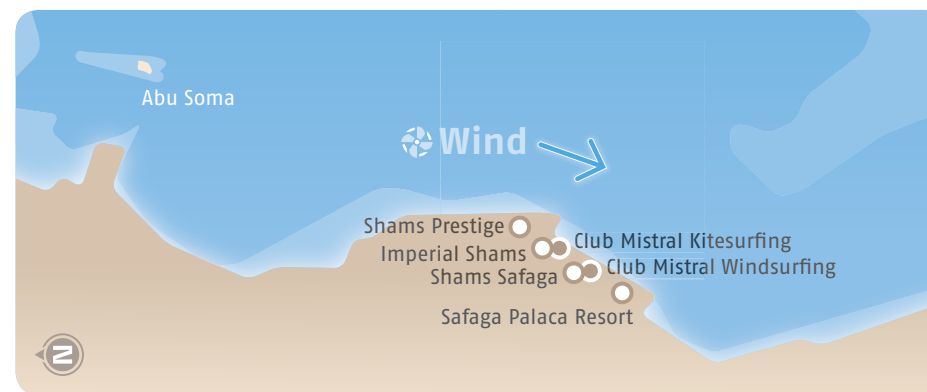 Abu Soma
Wind
Shams Prestige
Club Mistral Kitesurfing
Imperial Shams
Club Mistral Windsurfing
Shams Safaga
Safaga Palaca Resort
N